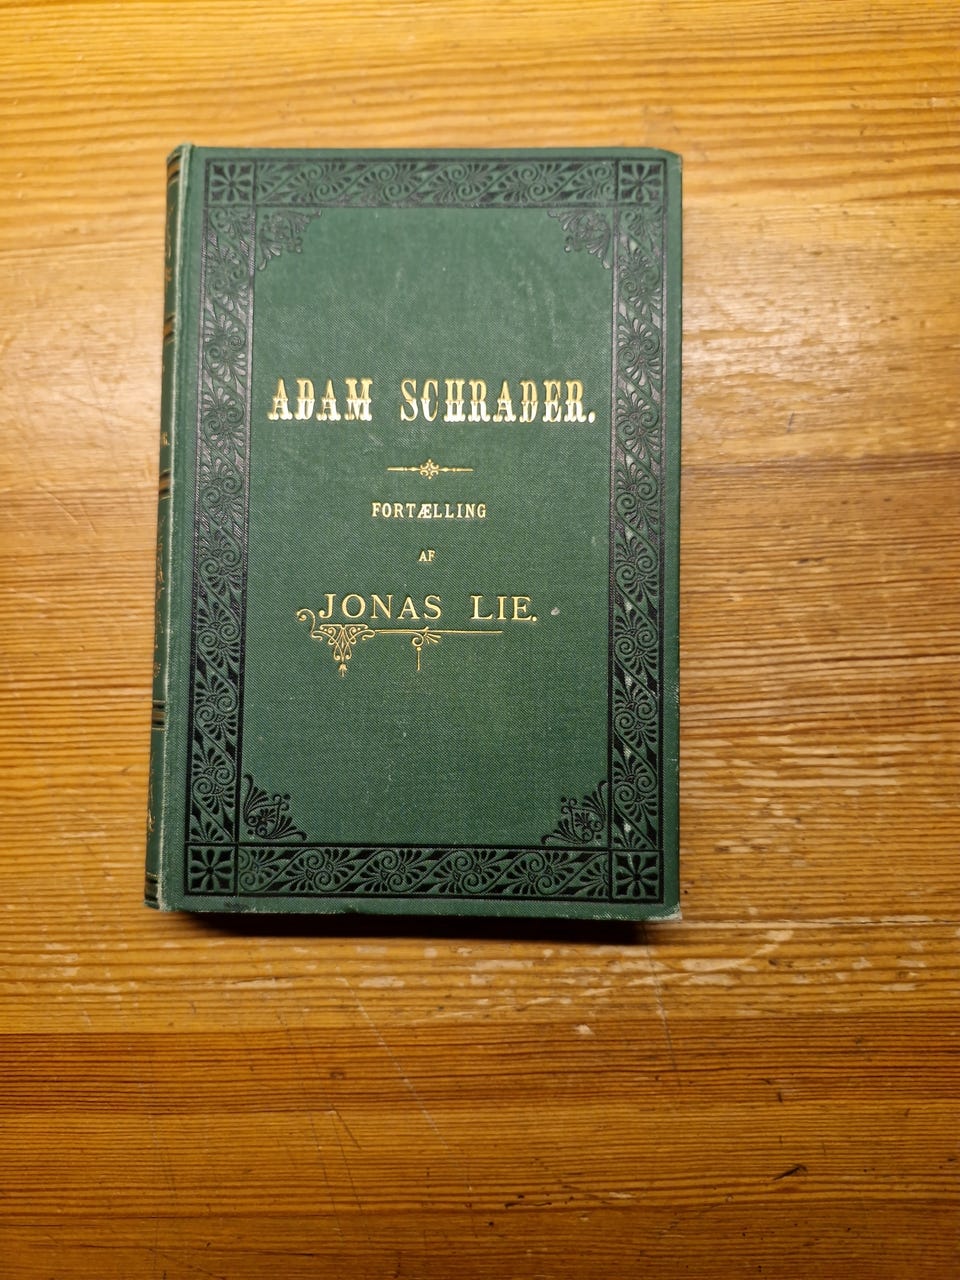 ADAM SCHRADER.
FORTÆLLING
AF
JONAS LIE.